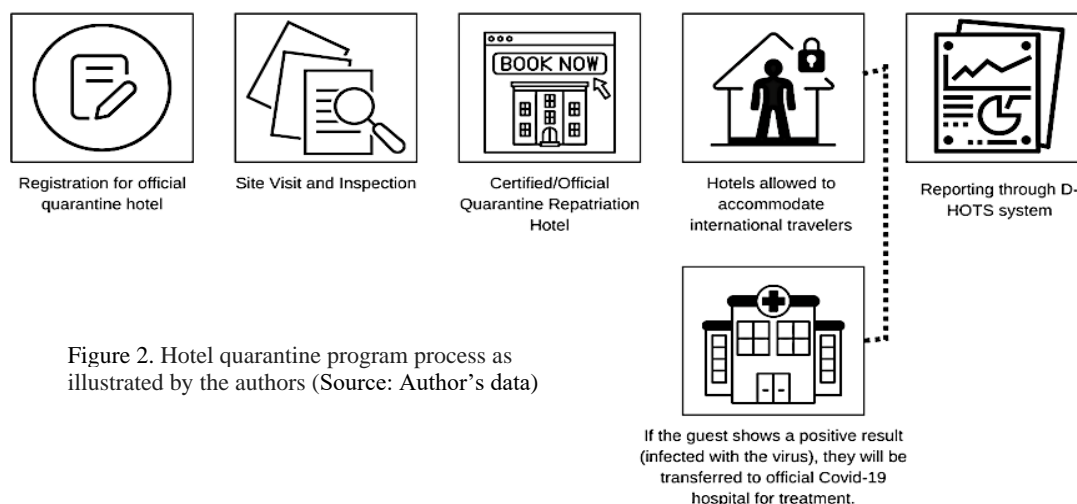 BOOK NOW
Registration for official
quarantine hotel
Site Visit and Inspection
Certified/Official
Quarantine Repatriation
Hotel
Hotels allowed to
accommodate
international travelers
Reporting through D-
HOTS system
Figure 2. Hotel quarantine program process as
illustrated by the authors (Source: Author's data)
If the guest shows a positive result
(infected with the virus), they will be
transferred to official Covid-19
hospital for treatment.